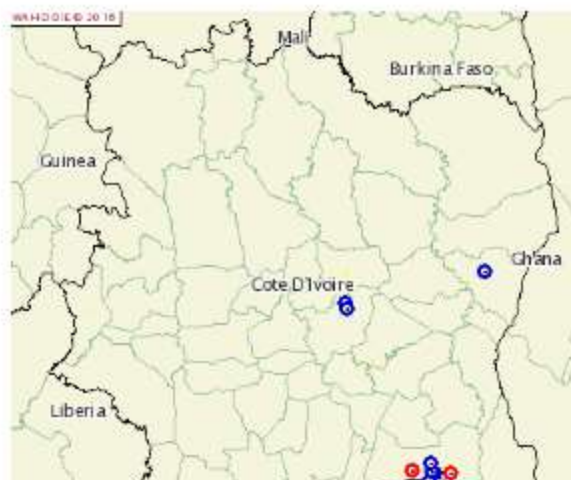 WAHID OIE © 2016
Mali
Burkina Faso
Guinea
Ghana
Cote D'Ivoire
Liberia